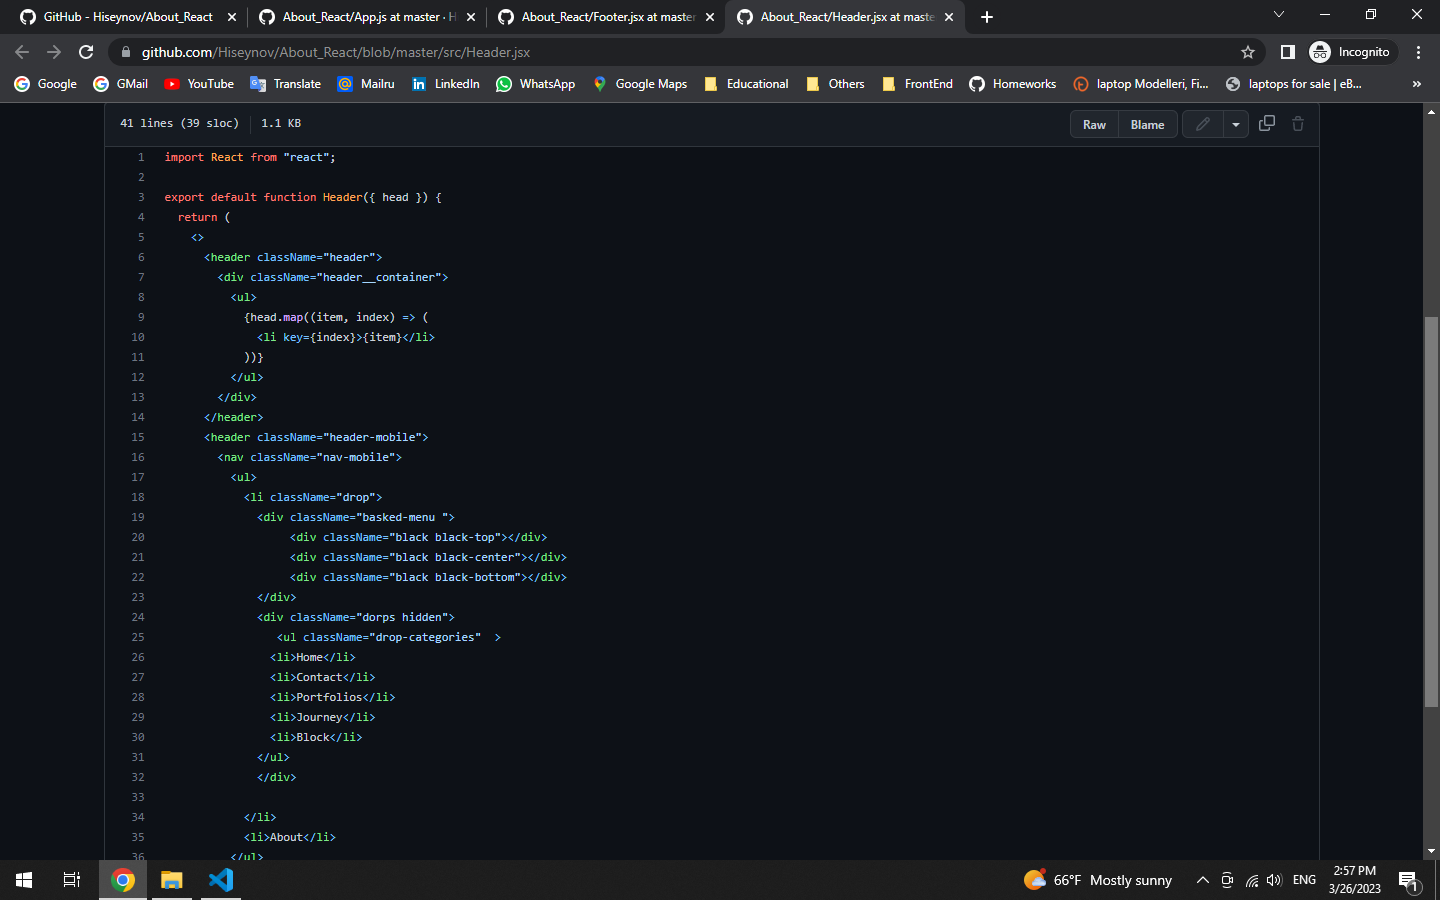 GitHub - Hiseynov/About_React
About_React/App.js at master · H
About_React/Footer.jsx at master
About_React/Header.jsx at maste
github.com/Hiseynov/About_React/blob/master/src/Header.jsx
Incognito
Google
GMail
YouTube
Translate
Mailru
LinkedIn
WhatsApp
Google Maps
Educational
Others
FrontEnd
Homeworks
laptop Modelleri, Fi...
laptops for sale | eB...
»
41 lines (39 sloc) 1.1 KB
Raw
Blame
1 import React from "react";
2
3 export default function Header({ head }) {
4 return (
5 <>
6 <header className="header">
7 <div className="header__container">
8 <ul>
9 {head.map((item, index) => (
10 <li key={index}>{item}</li>
11 ))}
12 </ul>
13 </div>
14 </header>
15 <header className="header-mobile">
16 <nav className="nav-mobile">
17 <ul>
18 <li className="drop">
19 <div className="basked-menu ">
20 <div className="black black-top"></div>
21 <div className="black black-center"></div>
22 <div className="black black-bottom"></div>
23 </div>
24 <div className="dorps hidden">
25 <ul className="drop-categories"  >
26 <li>Home</li>
27 <li>Contact</li>
28 <li>Portfolios</li>
29 <li>Journey</li>
30 <li>Block</li>
31 </ul>
32 </div>
33
34 </li>
35 <li>About</li>
36 </ul>
66°F Mostly sunny
ENG
2:57 PM
3/26/2023
1